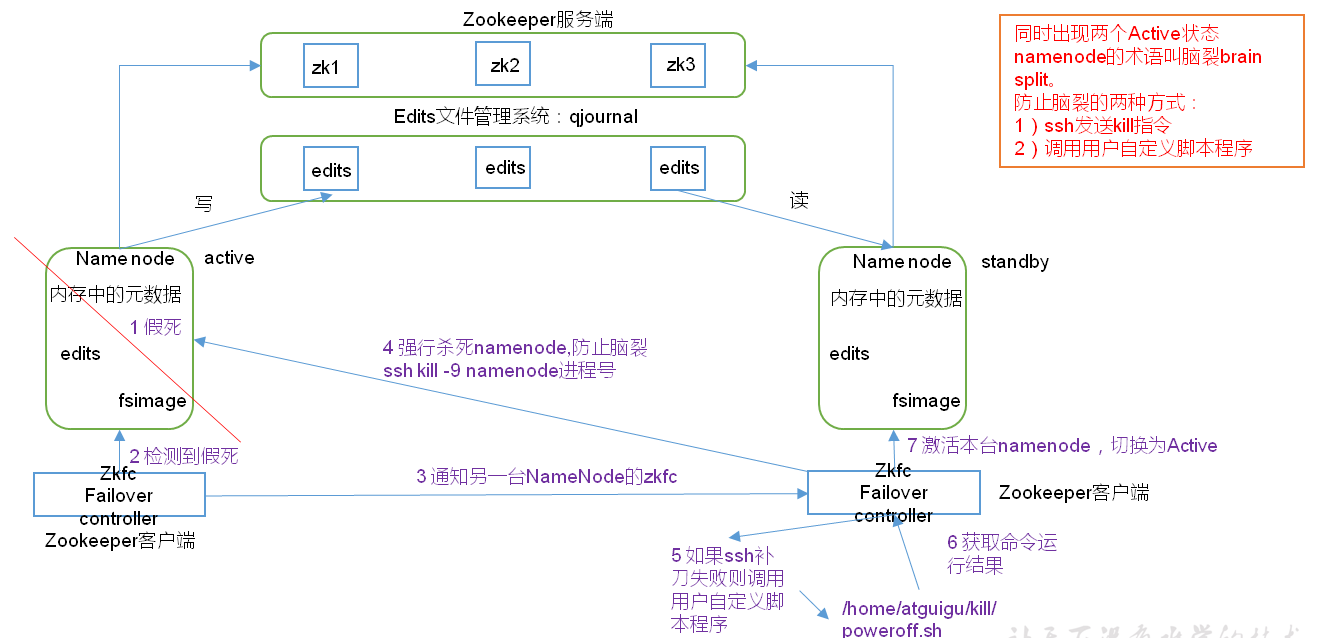 Zookeeper服务端
zk1
zk2
zk3
同时出现两个Active状态
namenode的术语叫脑裂brain
split。
防止脑裂的两种方式：
1）ssh发送kill指令
2）调用用户自定义脚本程序
Edits文件管理系统：qjournal
edits
edits
edits
写
读
Name node
active
内存中的元数据
1 假死
edits
fsimage
Name node
standby
内存中的元数据
edits
fsimage
4 强行杀死namenode,防止脑裂
ssh kill -9 namenode进程号
2 检测到假死
Zkfc
Failover
controller
Zookeeper客户端
3 通知另一台NameNode的zkfc
7 激活本台namenode，切换为Active
Zkfc
Failover
controller
Zookeeper客户端
5 如果ssh补
刀失败则调用
用户自定义脚
本程序
6 获取命令运
行结果
/home/atguigu/kill/
poweroff.sh